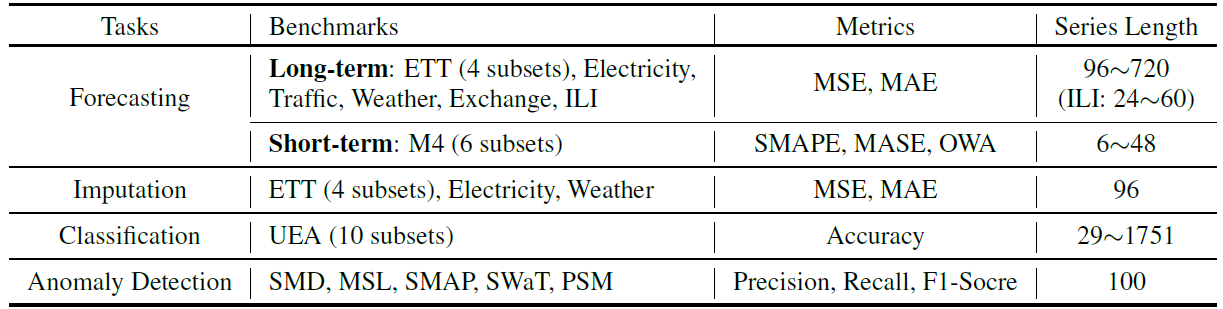 Tasks Benchmarks Metrics Series Length
Forecasting
Long-term: ETT (4 subsets), Electricity,
Traffic, Weather, Exchange, ILI
MSE, MAE
96∼720
(ILI: 24∼60)
Short-term: M4 (6 subsets) SMAPE, MASE, OWA 6∼48
Imputation ETT (4 subsets), Electricity, Weather MSE, MAE 96
Classification UEA (10 subsets) Accuracy 29∼1751
Anomaly Detection SMD, MSL, SMAP, SWaT, PSM Precision, Recall, F1-Socre 100